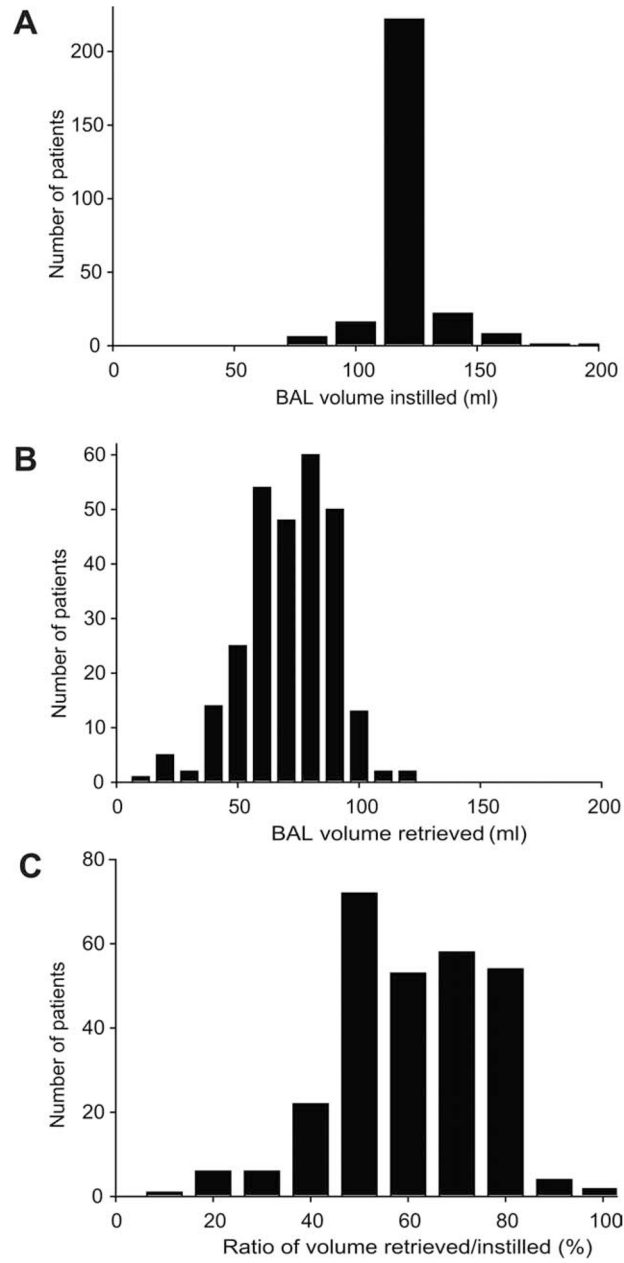 A
Number of patients
200
150
100
50
0
0 50 100 150 200
BAL volume instilled (ml)
B
Number of patients
60
50
40
30
20
10
0
0 50 100 150 200
BAL volume retrieved (ml)
C
Number of patients
80
60
40
20
0
0 20 40 60 80 100
Ratio of volume retrieved/instilled (%)